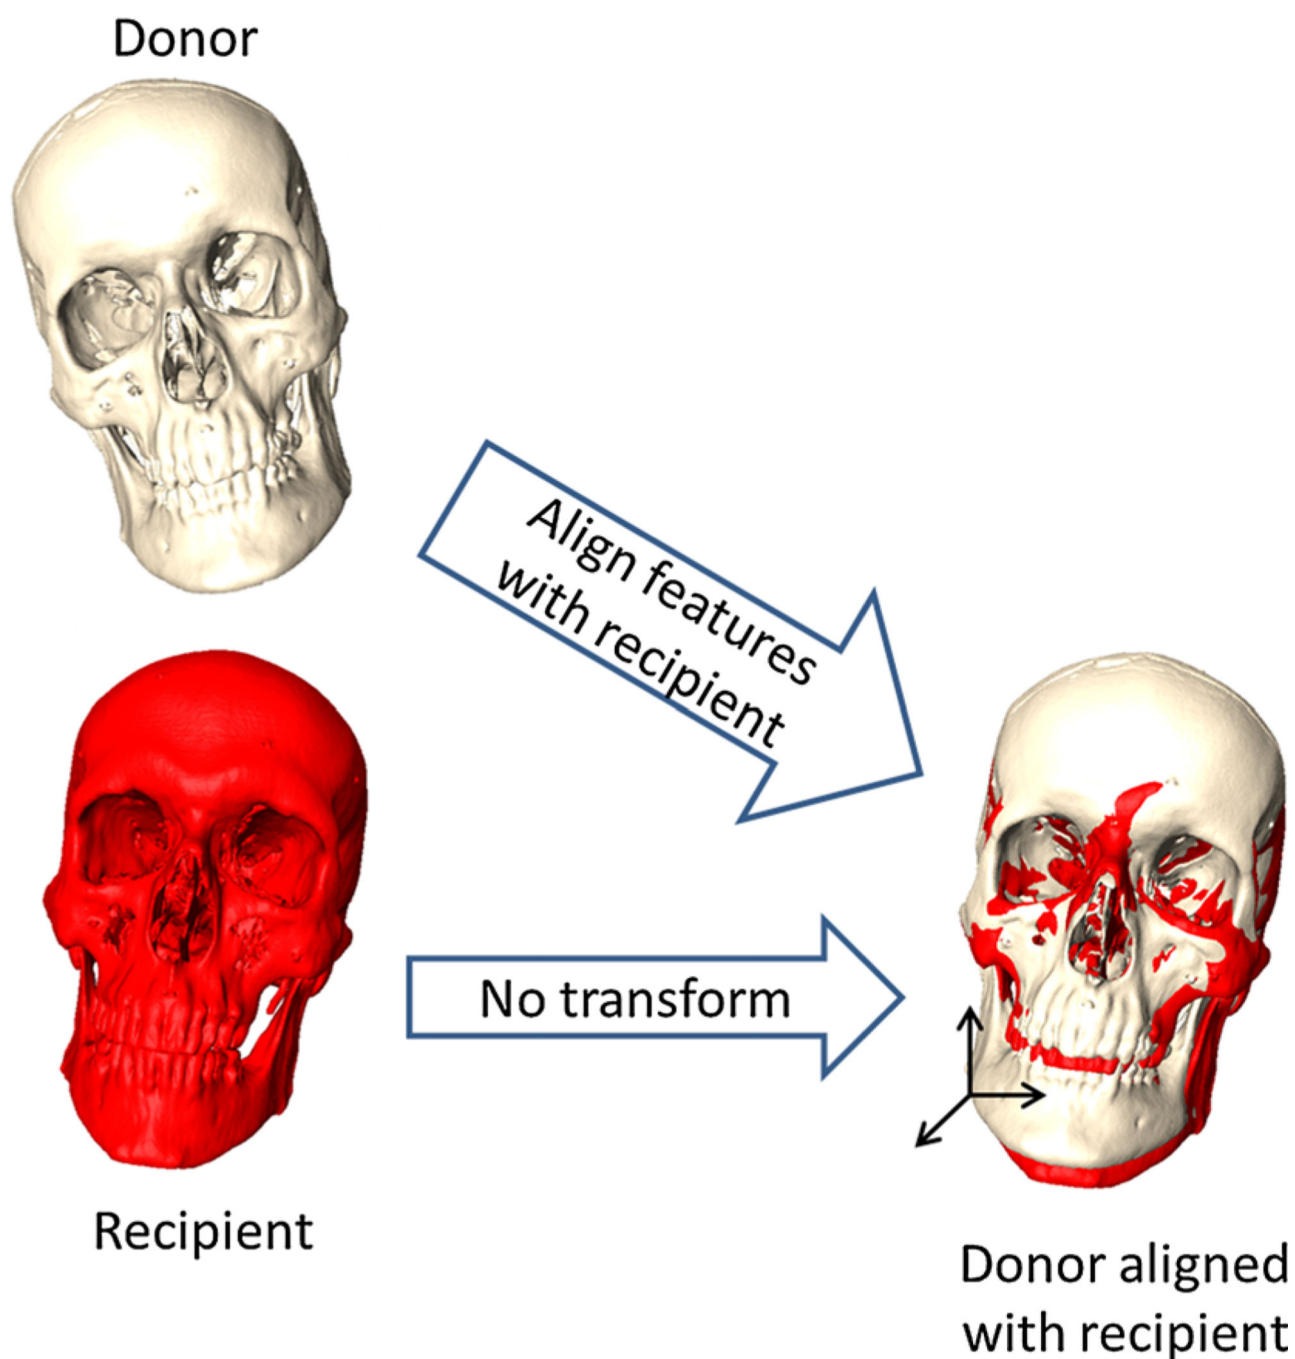 Donor
Align features
with recipient
No transform
Recipient
Donor aligned
with recipient